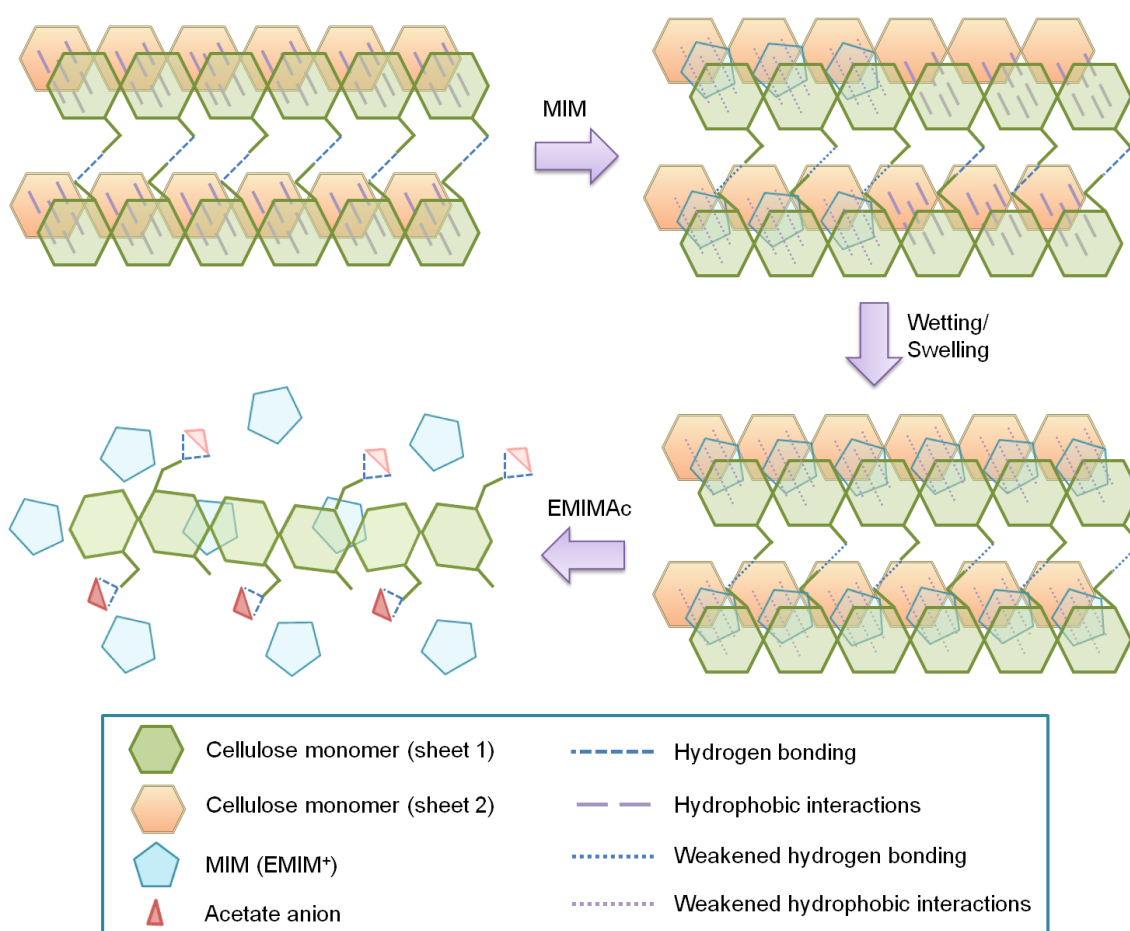 MIM
Wetting/
Swelling
EMIMAc
Cellulose monomer (sheet 1)
Cellulose monomer (sheet 2)
MIM (EMIM⁺)
Acetate anion
Hydrogen bonding
Hydrophobic interactions
Weakened hydrogen bonding
Weakened hydrophobic interactions